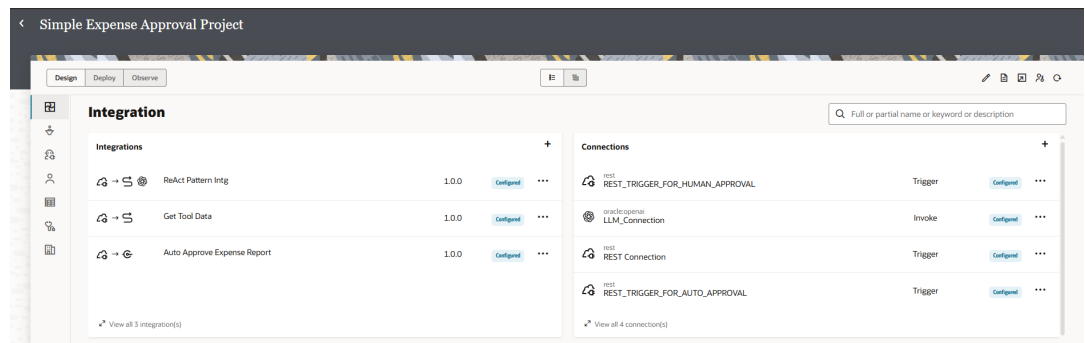 Simple Expense Approval Project
Design Deploy Observe
Integration
Full or partial name or keyword or description
Integrations
ReAct Pattern Intg 1.0.0 Configured
Get Tool Data 1.0.0 Configured
Auto Approve Expense Report 1.0.0 Configured
View all 3 integration(s)
Connections
rest
REST_TRIGGER_FOR_HUMAN_APPROVAL Trigger Configured
oracle:openai
LLM_Connection Invoke Configured
rest
REST Connection Trigger Configured
rest
REST_TRIGGER_FOR_AUTO_APPROVAL Trigger Configured
View all 4 connection(s)